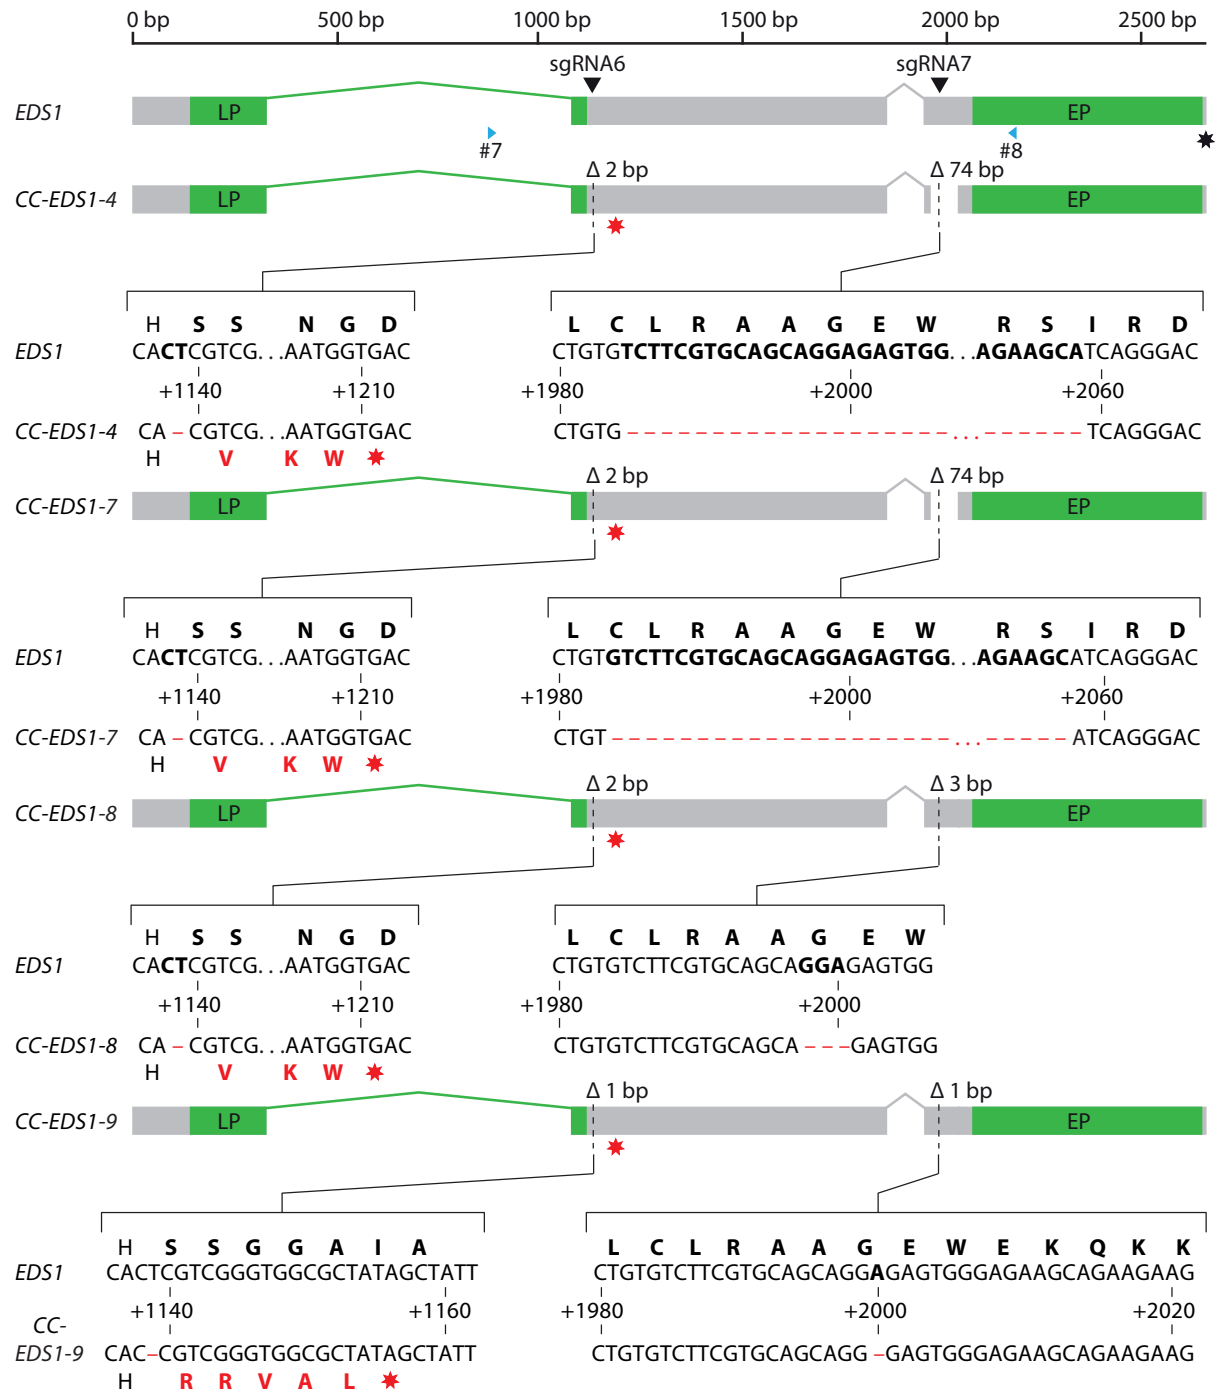 0 bp 500 bp 1000 bp 1500 bp 2000 bp 2500 bp
sgRNA6 sgRNA7
EDS1 LP EP
#7 #8
Δ 2 bp Δ 74 bp
CC-EDS1-4 LP EP
H S S N G D L C L R A A G E W R S I R D
EDS1 CACTCGTCG...AATGGTGAC CTGTGTCTTCGTGCAGCAGGAGAGTGG...AGAAGCATCAGGGAC
+1140 +1210 +1980 +2000 +2060
CC-EDS1-4 CA–CGTCG...AATGGTGAC CTGTG––––––––––––––––––––––...–––––––TCAGGGAC
H V K W
Δ 2 bp Δ 74 bp
CC-EDS1-7 LP EP
H S S N G D L C L R A A G E W R S I R D
EDS1 CACTCGTCG...AATGGTGAC CTGTGTCTTCGTGCAGCAGGAGAGTGG...AGAAGCATCAGGGAC
+1140 +1210 +1980 +2000 +2060
CC-EDS1-7 CA–CGTCG...AATGGTGAC CTGT–––––––––––––––––––––––...––––––ATCAGGGAC
H V K W
Δ 2 bp Δ 3 bp
CC-EDS1-8 LP EP
H S S N G D L C L R A A G E W
EDS1 CACTCGTCG...AATGGTGAC CTGTGTCTTCGTGCAGCAGGAGAGTGG
+1140 +1210 +1980 +2000
CC-EDS1-8 CA–CGTCG...AATGGTGAC CTGTGTCTTCGTGCAGCA–––GAGTGG
H V K W
Δ 1 bp Δ 1 bp
CC-EDS1-9 LP EP
H S S G G A I A L C L R A A G E W E K Q K K
EDS1 CACTCGTCGGGTGGCGCTATAGCTATT CTGTGTCTTCGTGCAGCAGGAGAGTGGGAGAAGCAGAAGAAG
+1140 +1160 +1980 +2000 +2020
CC-
EDS1-9 CAC–CGTCGGGTGGCGCTATAGCTATT CTGTGTCTTCGTGCAGCAGG–GAGTGGGAGAAGCAGAAGAAG
H R R V A L